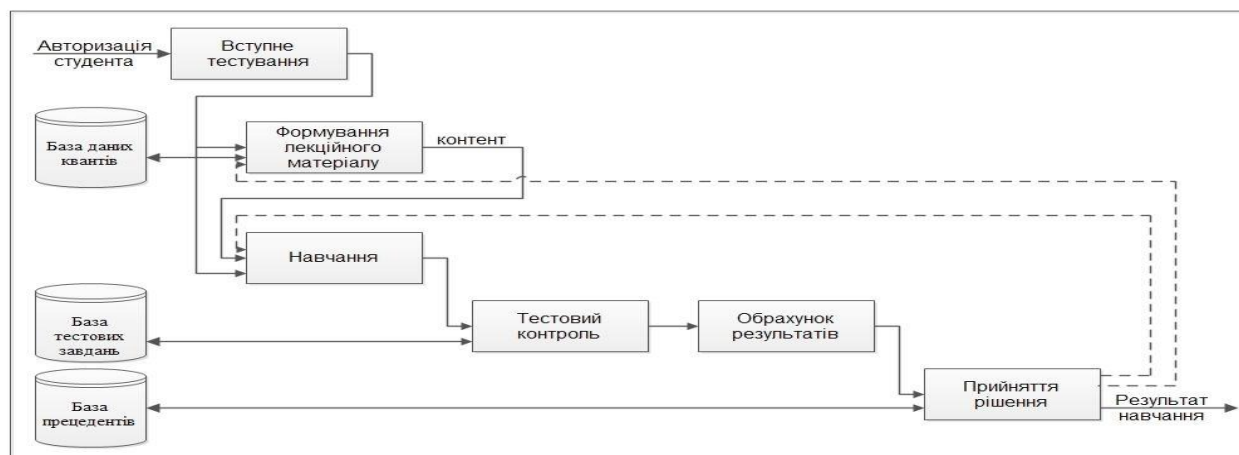 Авторизація
студента
Вступне
тестування
База даних
квантів
Формування
лекційного
матеріалу
контент
Навчання
База
тестових
завдань
Тестовий
контроль
Обрахунок
результатів
База
прецедентів
Прийняття
рішення
Результат
навчання